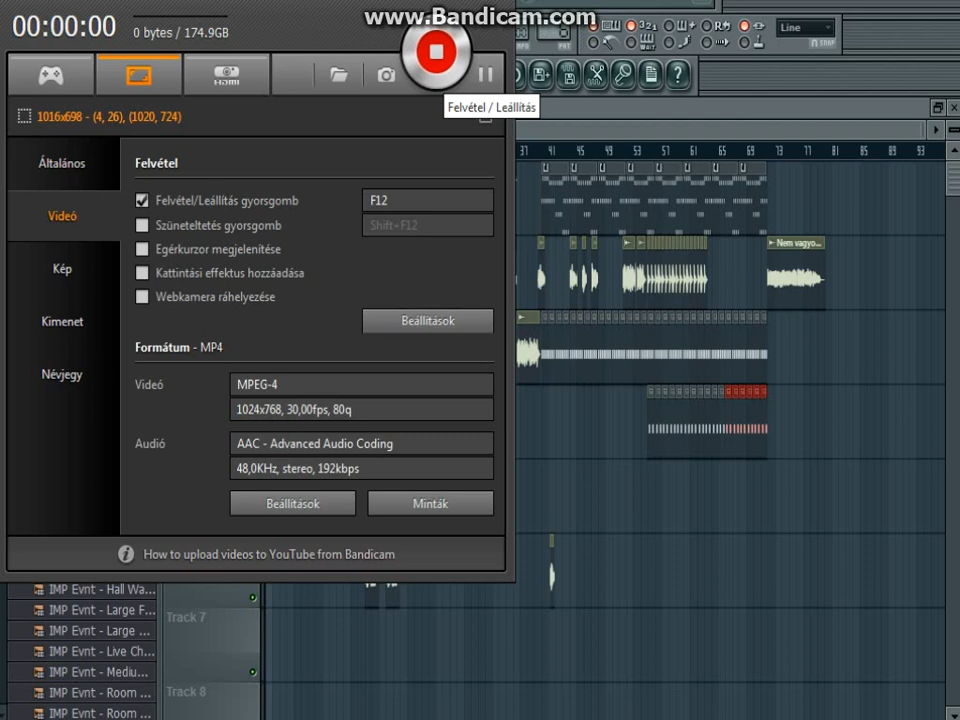 www.Bandicam.com
00:00:00
0 bytes / 174.9GB
Line
SNAP
HDMI
?
Felvétel / Leállítás
1016x698 - (4, 26), (1020, 724)
37 41 45 49 53 57 61 65 69 73 77 81 85 89 93
Általános
Videó
Kép
Kimenet
Névjegy
Felvétel
Felvétel/Leállítás gyorsgomb
F12
Szüneteltetés gyorsgomb
Shift+F12
Egérkurzor megjelenítése
Kattintási effektus hozzáadása
Webkamera ráhelyezése
Beállítások
Formátum - MP4
Videó
MPEG-4
1024x768, 30,00fps, 80q
Audió
AAC - Advanced Audio Coding
48,0KHz, stereo, 192kbps
Beállítások
Minták
How to upload videos to YouTube from Bandicam
Nem vagyo...
IMP Evnt - Hall Wa...
IMP Evnt - Large F...
IMP Evnt - Large ...
IMP Evnt - Live Ch...
IMP Evnt - Mediu...
IMP Evnt - Room ...
IMP Evnt - Room ...
Track 7
Track 8